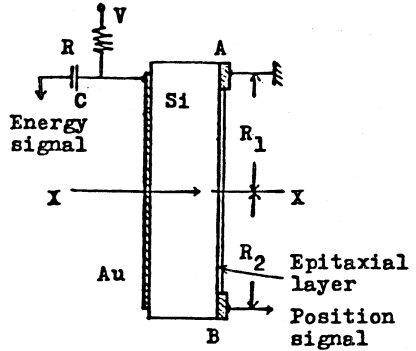 V
R
A
C
Si
Energy
signal
R1
X
X
R2
Au
Epitaxial
layer
B
Position
signal